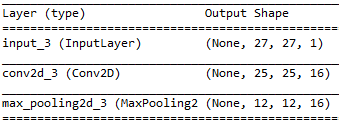 Layer (type) Output Shape
input_3 (InputLayer) (None, 27, 27, 1)
conv2d_3 (Conv2D) (None, 25, 25, 16)
max_pooling2d_3 (MaxPooling2 (None, 12, 12, 16)